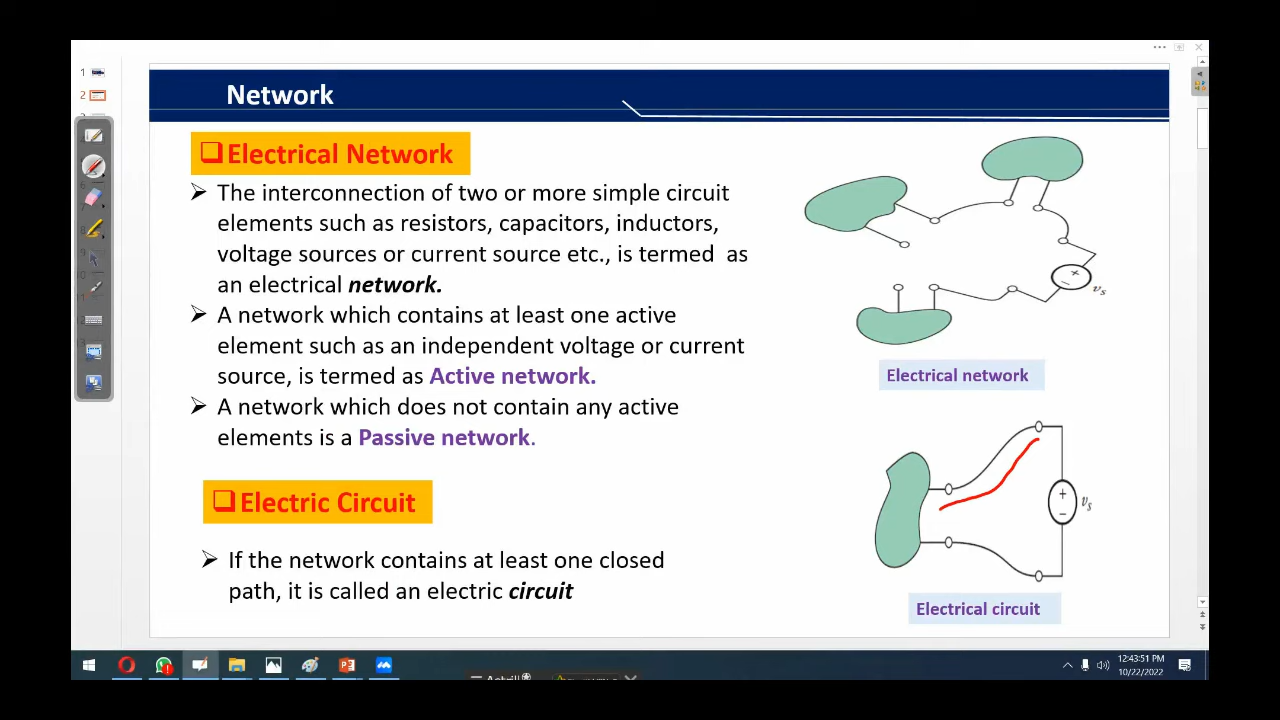 1
2
Network
❑Electrical Network
➢ The interconnection of two or more simple circuit
elements such as resistors, capacitors, inductors,
voltage sources or current source etc., is termed as
an electrical network.
➢ A network which contains at least one active
element such as an independent voltage or current
source, is termed as Active network.
➢ A network which does not contain any active
elements is a Passive network.
+
−
vs
Electrical network
❑Electric Circuit
➢ If the network contains at least one closed
path, it is called an electric circuit
+
−
vs
Electrical circuit
12:43:51 PM
10/22/2022